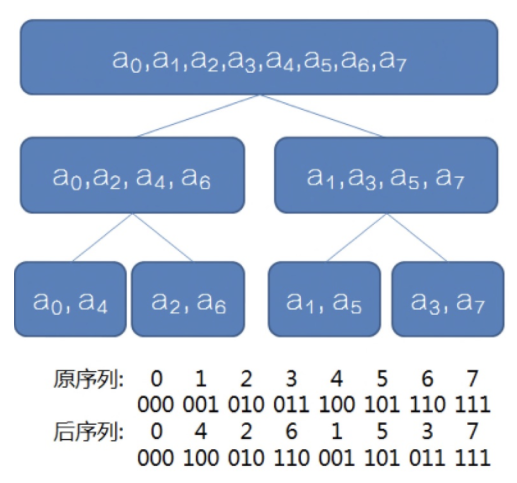 a₀,a₁,a₂,a₃,a₄,a₅,a₆,a₇
a₀,a₂, a₄, a₆ a₁,a₃, a₅, a₇
a₀, a₄ a₂, a₆ a₁, a₅ a₃, a₇
原序列: 0 1 2 3 4 5 6 7
000 001 010 011 100 101 110 111
后序列: 0 4 2 6 1 5 3 7
000 100 010 110 001 101 011 111